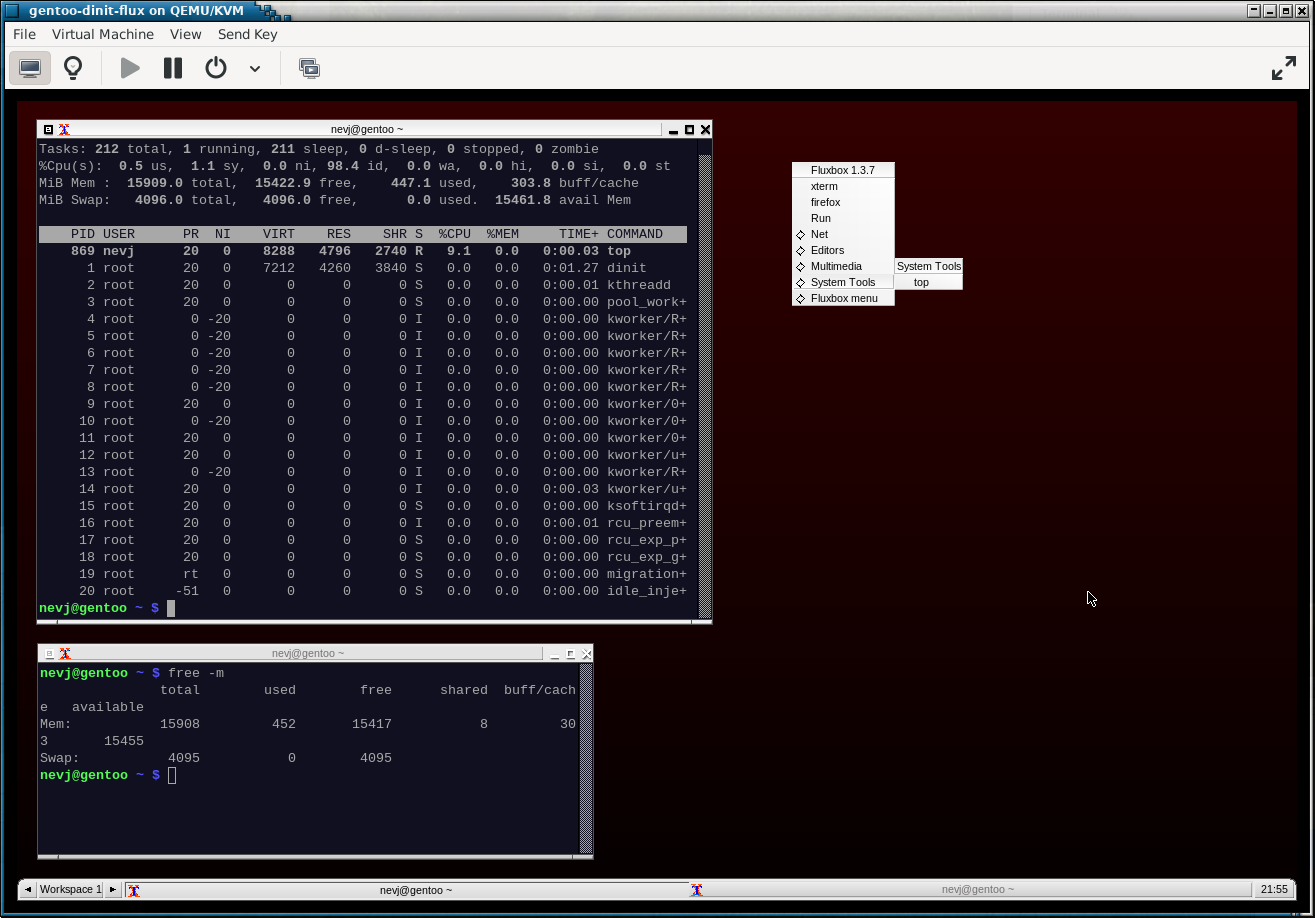 gentoo-dinit-flux on QEMU/KVM
File Virtual Machine View Send Key
nevj@gentoo ~
Tasks: 212 total, 1 running, 211 sleep, 0 d-sleep, 0 stopped, 0 zombie
%Cpu(s):  0.5 us,  1.1 sy,  0.0 ni, 98.4 id,  0.0 wa,  0.0 hi,  0.0 si,  0.0 st
MiB Mem :  15909.0 total,  15422.9 free,    447.1 used,    303.8 buff/cache
MiB Swap:   4096.0 total,   4096.0 free,      0.0 used.  15461.8 avail Mem
PID USER      PR  NI    VIRT    RES    SHR S  %CPU  %MEM     TIME+ COMMAND
869 nevj      20   0    8288   4796   2740 R   9.1   0.0   0:00.03 top
1 root      20   0    7212   4260   3840 S   0.0   0.0   0:01.27 dinit
2 root      20   0       0      0      0 S   0.0   0.0   0:00.01 kthreadd
3 root      20   0       0      0      0 S   0.0   0.0   0:00.00 pool_work+
4 root       0 -20       0      0      0 I   0.0   0.0   0:00.00 kworker/R+
5 root       0 -20       0      0      0 I   0.0   0.0   0:00.00 kworker/R+
6 root       0 -20       0      0      0 I   0.0   0.0   0:00.00 kworker/R+
7 root       0 -20       0      0      0 I   0.0   0.0   0:00.00 kworker/R+
8 root       0 -20       0      0      0 I   0.0   0.0   0:00.00 kworker/R+
9 root      20   0       0      0      0 I   0.0   0.0   0:00.00 kworker/0+
10 root       0 -20       0      0      0 I   0.0   0.0   0:00.00 kworker/0+
11 root      20   0       0      0      0 I   0.0   0.0   0:00.00 kworker/0+
12 root      20   0       0      0      0 I   0.0   0.0   0:00.00 kworker/u+
13 root       0 -20       0      0      0 I   0.0   0.0   0:00.00 kworker/R+
14 root      20   0       0      0      0 I   0.0   0.0   0:00.03 kworker/u+
15 root      20   0       0      0      0 S   0.0   0.0   0:00.00 ksoftirqd+
16 root      20   0       0      0      0 I   0.0   0.0   0:00.01 rcu_preem+
17 root      20   0       0      0      0 S   0.0   0.0   0:00.00 rcu_exp_p+
18 root      20   0       0      0      0 S   0.0   0.0   0:00.00 rcu_exp_g+
19 root      rt   0       0      0      0 S   0.0   0.0   0:00.00 migration+
20 root     -51   0       0      0      0 S   0.0   0.0   0:00.00 idle_inje+
nevj@gentoo ~ $
Fluxbox 1.3.7
xterm
firefox
Run
Net
Editors
Multimedia
System Tools
Fluxbox menu
System Tools
top
nevj@gentoo ~
nevj@gentoo ~ $ free -m
total        used        free      shared  buff/cach
e   available
Mem:           15908         452       15417           8         30
3       15455
Swap:           4095           0        4095
nevj@gentoo ~ $
Workspace 1 nevj@gentoo ~ nevj@gentoo ~ 21:55